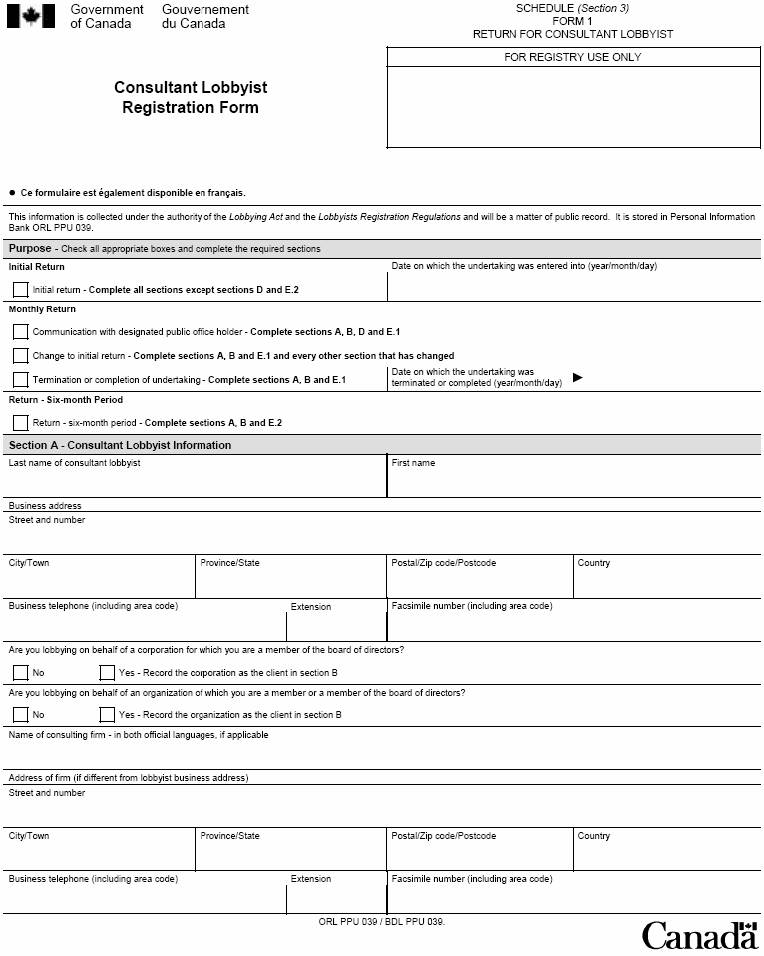 Government of Canada
Gouvernement du Canada
SCHEDULE (Section 3)
FORM 1
RETURN FOR CONSULTANT LOBBYIST
FOR REGISTRY USE ONLY
Consultant Lobbyist
Registration Form
● Ce formulaire est également disponible en français.
This information is collected under the authority of the Lobbying Act and the Lobbyists Registration Regulations and will be a matter of public record. It is stored in Personal Information
Bank ORL PPU 039.
Purpose - Check all appropriate boxes and complete the required sections
Initial Return
Date on which the undertaking was entered into (year/month/day)
Initial return - Complete all sections except sections D and E.2
Monthly Return
Communication with designated public office holder - Complete sections A, B, D and E.1
Change to initial return - Complete sections A, B and E.1 and every other section that has changed
Termination or completion of undertaking - Complete sections A, B and E.1
Date on which the undertaking was
terminated or completed (year/month/day) ►
Return - Six-month Period
Return - six-month period - Complete sections A, B and E.2
Section A - Consultant Lobbyist Information
Last name of consultant lobbyist
First name
Business address
Street and number
City/Town
Province/State
Postal/Zip code/Postcode
Country
Business telephone (including area code)
Extension
Facsimile number (including area code)
Are you lobbying on behalf of a corporation for which you are a member of the board of directors?
No
Yes - Record the corporation as the client in section B
Are you lobbying on behalf of an organization of which you are a member or a member of the board of directors?
No
Yes - Record the organization as the client in section B
Name of consulting firm - in both official languages, if applicable
Address of firm (if different from lobbyist business address)
Street and number
City/Town
Province/State
Postal/Zip code/Postcode
Country
Business telephone (including area code)
Extension
Facsimile number (including area code)
ORL PPU 039 / BDL PPU 039.
Canada